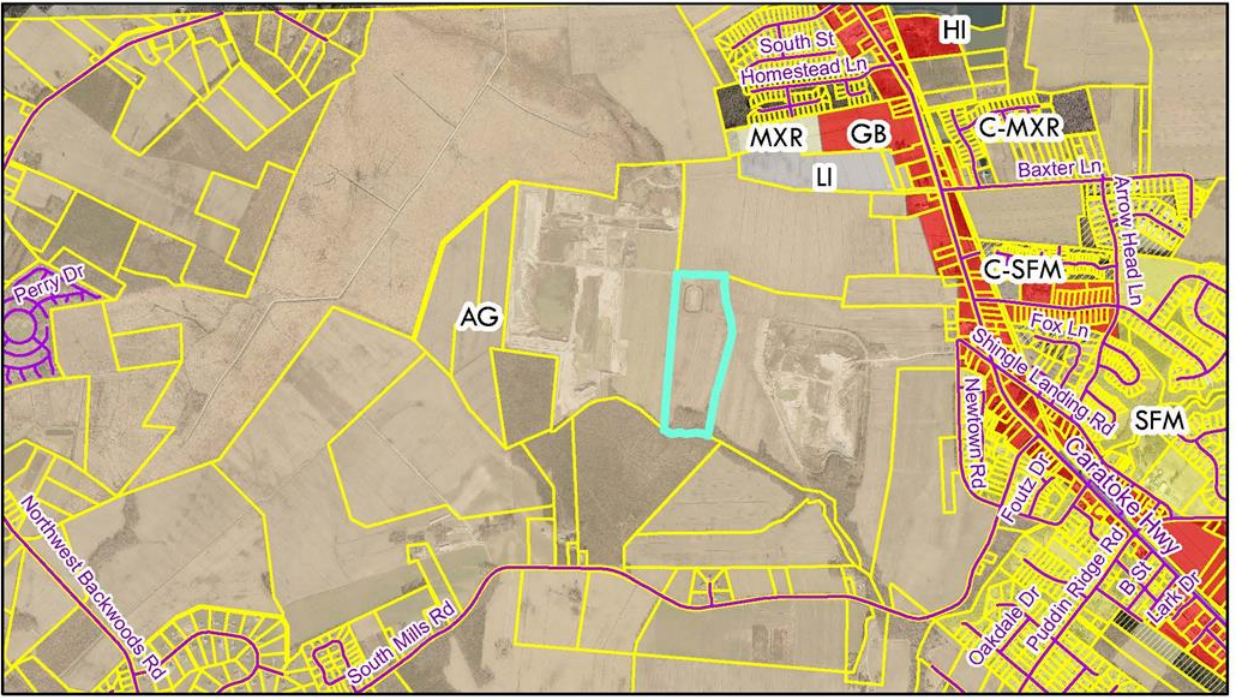 HI
South St
Homestead Ln
MXR
GB
C-MXR
LI
Baxter Ln
Arrow Head Ln
Perry Dr
C-SFM
AG
Fox Ln
Shingle Landing Rd
SFM
Newtown Rd
Caratoke Hwy
Foutz Dr
Northwest Backwoods Rd
South Mills Rd
Oakdale Dr
Puddin Ridge Rd
B St
Lark Dr